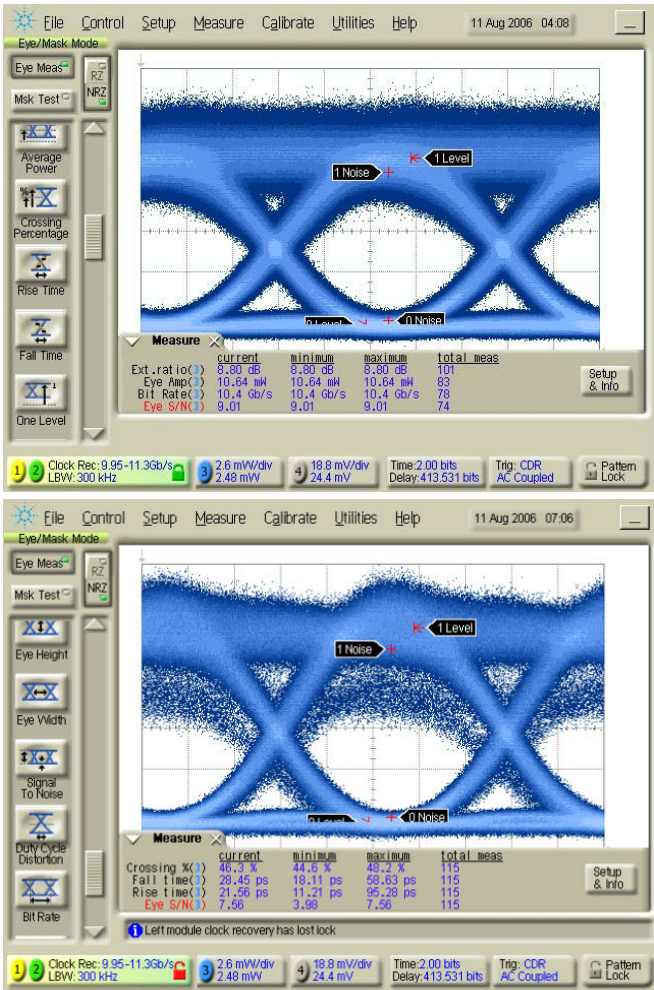 File Control Setup Measure Calibrate Utilities Help 11 Aug 2006 04:08
Eye/Mask Mode
Eye Meas
RZ
NRZ
Msk Test
Average
Power
Crossing
Percentage
Rise Time
Fall Time
One Level
1 Level
1 Noise
0 Level
0 Noise
Measure
current minimum maximum total meas
Ext.ratio(3) 8.80 dB 8.80 dB 8.80 dB 101
Eye Amp(3) 10.64 mW 10.64 mW 10.64 mW 83
Bit Rate(3) 10.4 Gb/s 10.4 Gb/s 10.4 Gb/s 78
Eye S/N(3) 9.01 9.01 9.01 74
Setup
& Info
1 2 Clock Rec: 9.95-11.3Gb/s 3 2.6 mW/div 4 18.8 mV/div Time:2.00 bits Trig: CDR Pattern
LBW: 300 kHz 2.48 mW 24.4 mV Delay:413.531 bits AC Coupled Lock
File Control Setup Measure Calibrate Utilities Help 11 Aug 2006 07:06
Eye/Mask Mode
Eye Meas
RZ
NRZ
Msk Test
Eye Height
Eye Width
Signal
To Noise
Duty Cycle
Distortion
Bit Rate
1 Level
1 Noise
0 Level
0 Noise
Measure
current minimum maximum total meas
Crossing %(3) 46.3 % 44.6 % 48.2 % 115
Fall time(3) 28.45 ps 18.11 ps 58.63 ps 115
Rise time(3) 21.56 ps 11.21 ps 95.28 ps 115
Eye S/N(3) 7.56 3.98 7.56 115
Setup
& Info
Left module clock recovery has lost lock
1 2 Clock Rec: 9.95-11.3Gb/s 3 2.6 mW/div 4 18.8 mV/div Time:2.00 bits Trig: CDR Pattern
LBW: 300 kHz 2.48 mW 24.4 mV Delay:413.531 bits AC Coupled Lock